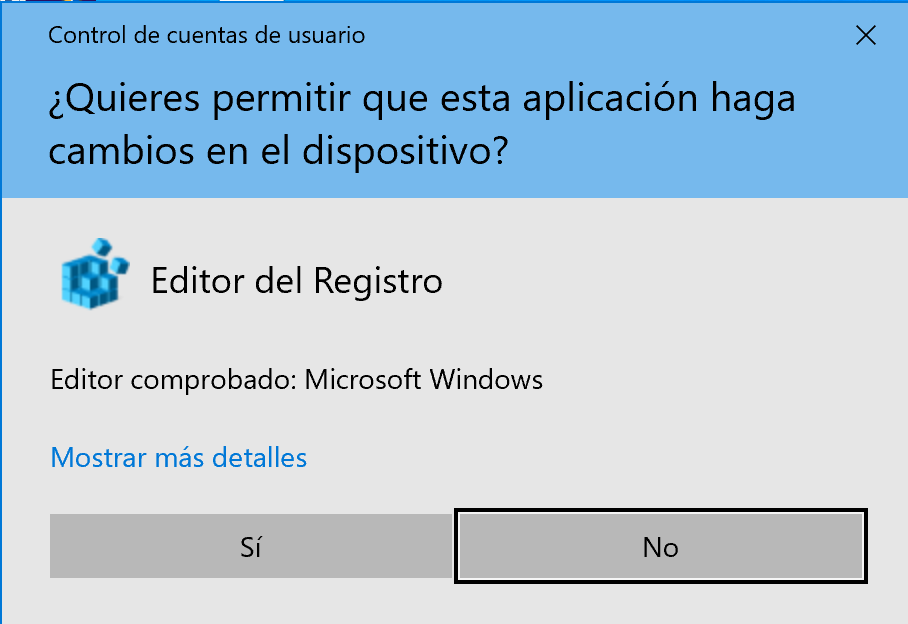 Control de cuentas de usuario
¿Quieres permitir que esta aplicación haga
cambios en el dispositivo?
Editor del Registro
Editor comprobado: Microsoft Windows
Mostrar más detalles
Sí
No